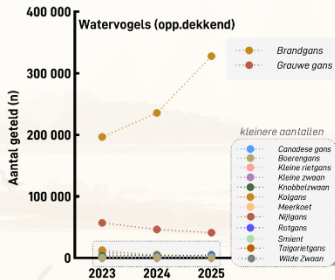 Watervogels (opp.dekkend)
Aantal geteld (n)
400 000
300 000
200 000
100 000
0
2023 2024 2025
Brandgans
Grauwe gans
kleinere aantallen
Canadese gans
Boerengans
Kleine rietgans
Kleine zwaan
Knobbelzwaan
Kolgans
Meerkoet
Nijlgans
Rotgans
Smient
Taigarietgans
Wilde Zwaan